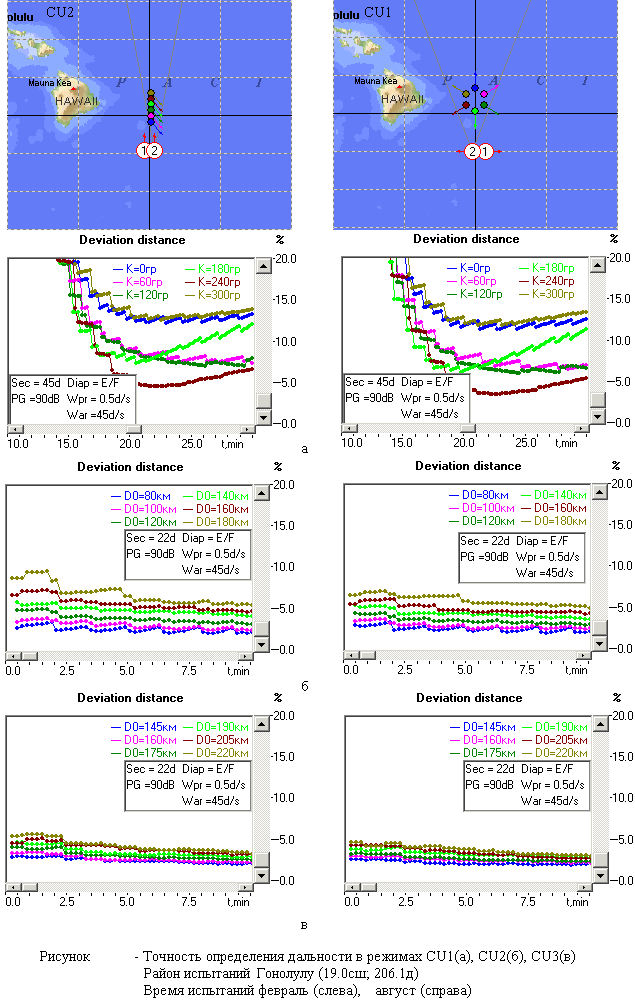 olulu CU2
Mauna Kea
HAWAII
P A C I
1 2
olulu CU1
Mauna Kea
HAWAII
P A C I
2 1
Deviation distance %
K=0гр K=180гр
K=60гр K=240гр
K=120гр K=300гр
Sec = 45d Diap = E/F
PG =90dB Wpr = 0.5d/s
War =45d/s
20.0
15.0
10.0
5.0
0.0
10.0 15.0 20.0 t,min
Deviation distance %
K=0гр K=180гр
K=60гр K=240гр
K=120гр K=300гр
Sec = 45d Diap = E/F
PG =90dB Wpr = 0.5d/s
War =45d/s
20.0
15.0
10.0
5.0
0.0
10.0 15.0 20.0 t,min
а
Deviation distance %
D0=80км D0=140км
D0=100км D0=160км
D0=120км D0=180км
Sec = 22d Diap = E/F
PG =90dB Wpr = 0.5d/s
War =45d/s
20.0
15.0
10.0
5.0
0.0
0.0 2.5 5.0 7.5 t,min
Deviation distance %
D0=80км D0=140км
D0=100км D0=160км
D0=120км D0=180км
Sec = 22d Diap = E/F
PG =90dB Wpr = 0.5d/s
War =45d/s
20.0
15.0
10.0
5.0
0.0
0.0 2.5 5.0 7.5 t,min
б
Deviation distance %
D0=145км D0=190км
D0=160км D0=205км
D0=175км D0=220км
Sec = 22d Diap = E/F
PG =90dB Wpr = 0.5d/s
War =45d/s
20.0
15.0
10.0
5.0
0.0
0.0 2.5 5.0 7.5 t,min
Deviation distance %
D0=145км D0=190км
D0=160км D0=205км
D0=175км D0=220км
Sec = 22d Diap = E/F
PG =90dB Wpr = 0.5d/s
War =45d/s
20.0
15.0
10.0
5.0
0.0
0.0 2.5 5.0 7.5 t,min
в
Рисунок - Точность определения дальности в режимах CU1(а), CU2(б), CU3(в)
Район испытаний Гонолулу (19.0сш; 206.1д)
Время испытаний февраль (слева), август (справа)